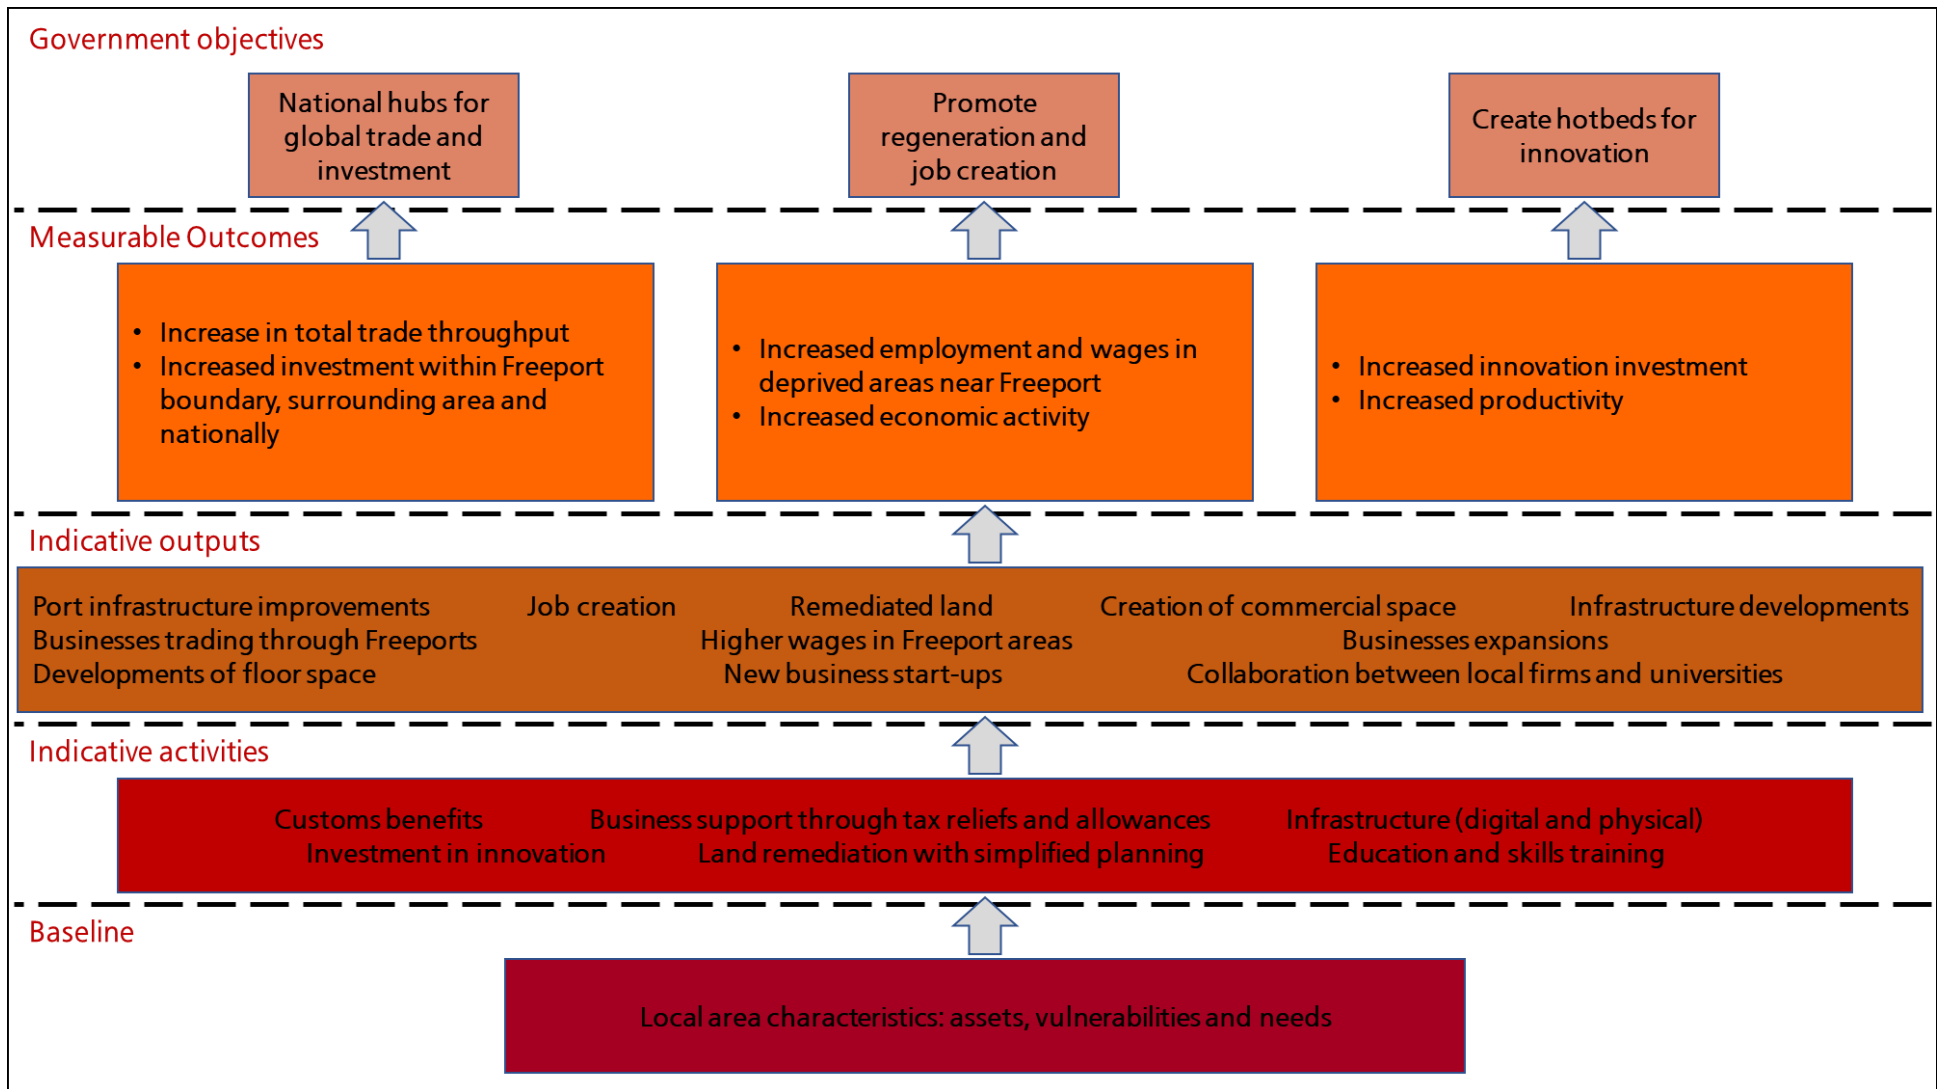 Government objectives
National hubs for
global trade and
investment
Promote
regeneration and
job creation
Create hotbeds for
innovation
Measurable Outcomes
• Increase in total trade throughput
• Increased investment within Freeport
boundary, surrounding area and
nationally
• Increased employment and wages in
deprived areas near Freeport
• Increased economic activity
• Increased innovation investment
• Increased productivity
Indicative outputs
Port infrastructure improvements Job creation Remediated land Creation of commercial space Infrastructure developments
Businesses trading through Freeports Higher wages in Freeport areas Businesses expansions
Developments of floor space New business start-ups Collaboration between local firms and universities
Indicative activities
Customs benefits Business support through tax reliefs and allowances Infrastructure (digital and physical)
Investment in innovation Land remediation with simplified planning Education and skills training
Baseline
Local area characteristics: assets, vulnerabilities and needs